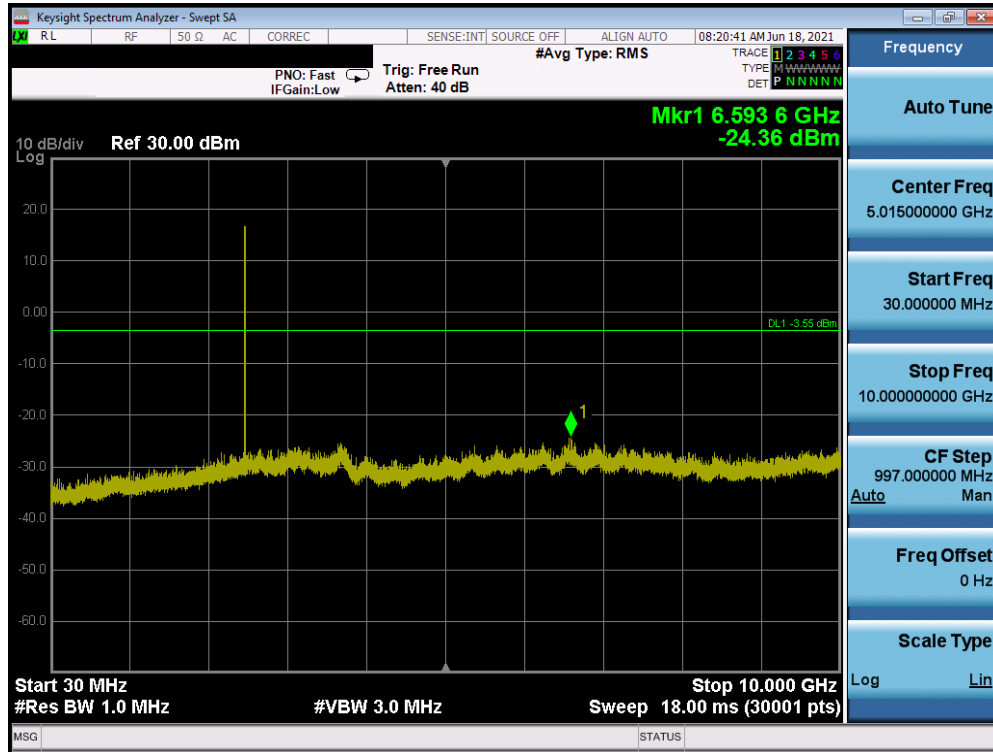 Keysight Spectrum Analyzer - Swept SA
LXI RL RF 50 Ω AC CORREC SENSE:INT SOURCE OFF ALIGN AUTO 08:20:41 AM Jun 18, 2021
#Avg Type: RMS TRACE 1 2 3 4 5 6
PNO: Fast Trig: Free Run TYPE M W W W W W
IFGain:Low Atten: 40 dB DET P N N N N N
Mkr1 6.593 6 GHz
-24.36 dBm
10 dB/div Ref 30.00 dBm
Log
20.0
10.0
0.00
DL1 -3.55 dBm
-10.0
-20.0
1
-30.0
-40.0
-50.0
-60.0
Start 30 MHz Stop 10.000 GHz
#Res BW 1.0 MHz #VBW 3.0 MHz Sweep 18.00 ms (30001 pts)
MSG STATUS
Frequency
Auto Tune
Center Freq
5.015000000 GHz
Start Freq
30.000000 MHz
Stop Freq
10.000000000 GHz
CF Step
997.000000 MHz
Auto Man
Freq Offset
0 Hz
Scale Type
Log Lin